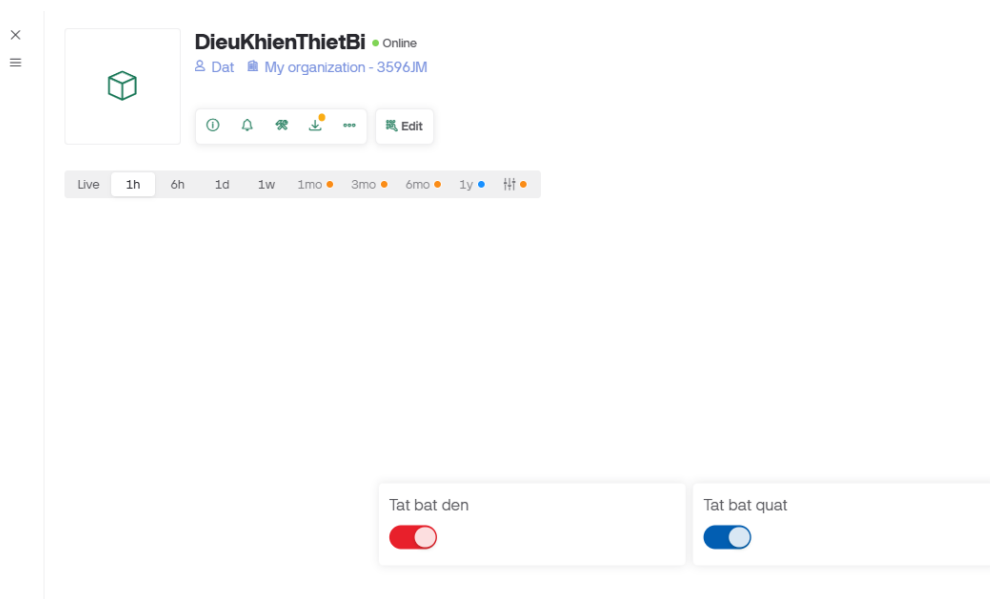 DieuKhienThietBi Online
Dat My organization - 3596JM
Edit
Live 1h 6h 1d 1w 1mo 3mo 6mo 1y
Tat bat den
Tat bat quat